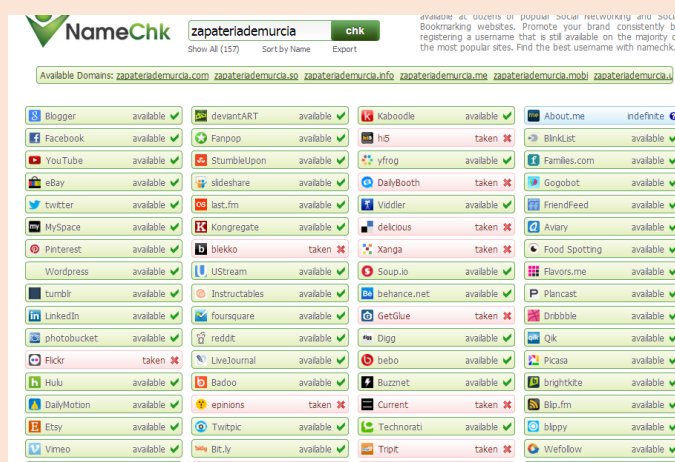 NameChk
zapateriademurcia
chk
Show All (157) Sort by Name Export
available at dozens of popular Social Networking and Soci
Bookmarking websites. Promote your brand consistently b
registering a username that is still available on the majority o
the most popular sites. Find the best username with namechk.
Available Domains: zapateriademurcia.com zapateriademurcia.so zapateriademurcia.info zapateriademurcia.me zapateriademurcia.mobi zapateriademurcia.u
Blogger available deviantART available Kaboodle available About.me indefinite
Facebook available Fanpop available hi5 taken BlinkList available
YouTube available StumbleUpon available yfrog available Families.com available
eBay available slideshare available DailyBooth taken Gogobot available
twitter available last.fm available Viddler available FriendFeed available
MySpace available Kongregate available delicious taken Aviary available
Pinterest available blekko taken Xanga taken Food Spotting available
Wordpress available UStream available Soup.io available Flavors.me available
tumblr available Instructables available behance.net available Plancast available
LinkedIn available foursquare available GetGlue taken Dribbble available
photobucket available reddit available Digg available Qik available
Flickr taken LiveJournal available bebo available Picasa available
Hulu available Badoo available Buzznet available brightkite available
DailyMotion available epinions taken Current taken Blip.fm available
Etsy available Twitpic available Technorati available blippy available
Vimeo available Bit.ly available Tripit taken Wefollow available